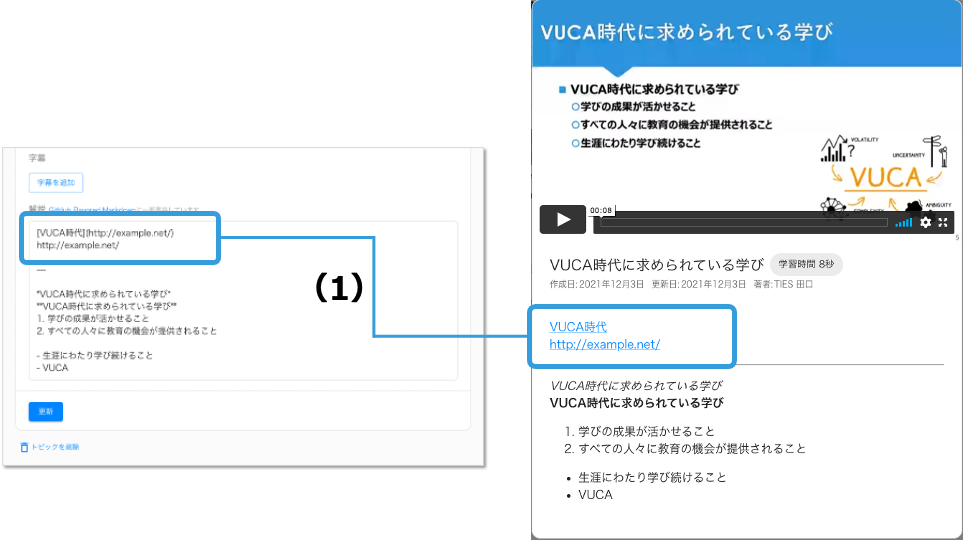 字幕
字幕を追加
解説 GitHub Flavored Markdownに一部準拠しています
[VUCA時代](http://example.net/)
http://example.net/
---
*VUCA時代に求められている学び*
**VUCA時代に求められている学び**
1. 学びの成果が活かせること
2. すべての人々に教育の機会が提供されること
- 生涯にわたり学び続けること
- VUCA
更新
トピックを削除
(1)
VUCA時代に求められている学び
■ VUCA時代に求められている学び
○学びの成果が活かせること
○すべての人々に教育の機会が提供されること
○生涯にわたり学び続けること
VOLATILITY
?
UNCERTAINTY
VUCA
COMPLEXITY
AMBIGUITY
00:08
5
VUCA時代に求められている学び 学習時間 8秒
作成日: 2021年12月3日 更新日: 2021年12月3日 著者: TIES 田口
VUCA時代
http://example.net/
VUCA時代に求められている学び
VUCA時代に求められている学び
1. 学びの成果が活かせること
2. すべての人々に教育の機会が提供されること
• 生涯にわたり学び続けること
• VUCA